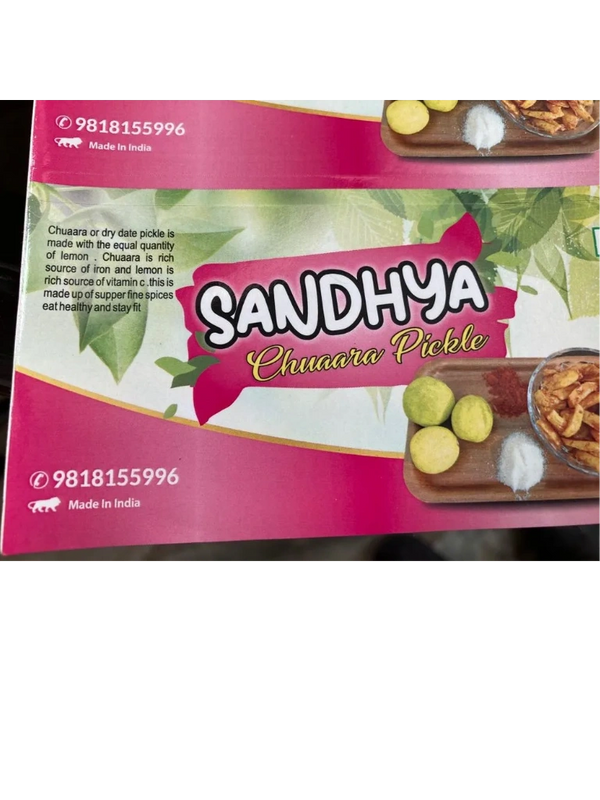 9818155996
Made In India
Chuaara or dry date pickle is
made with the equal quantity
of lemon . Chuaara is rich
source of iron and lemon is
rich source of vitamin c .this is
made up of supper fine spices
eat healthy and stay fit
SANDHYA
Chuaara Pickle
9818155996
Made In India